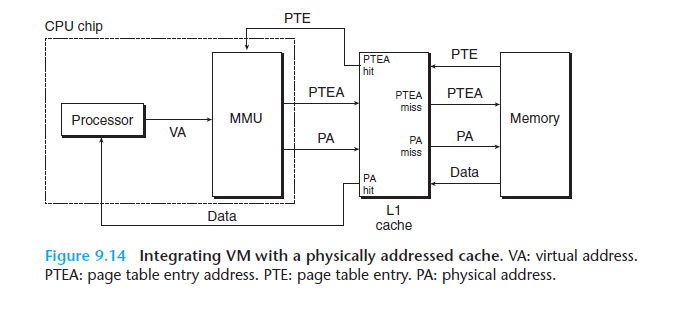 PTE
CPU chip
PTEA
hit
PTE
PTEA
PTEA
miss
PTEA
Processor
VA
MMU
Memory
PA
PA
miss
PA
PA
hit
Data
Data
L1
cache
Figure 9.14 Integrating VM with a physically addressed cache. VA: virtual address.
PTEA: page table entry address. PTE: page table entry. PA: physical address.